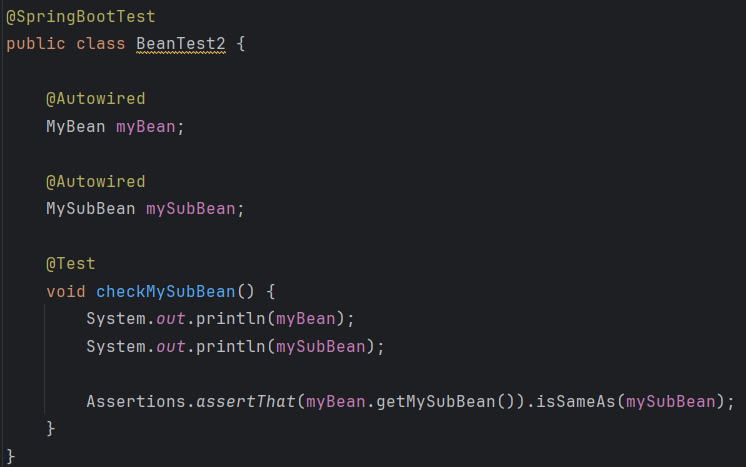 @SpringBootTest
public class BeanTest2 {
@Autowired
MyBean myBean;
@Autowired
MySubBean mySubBean;
@Test
void checkMySubBean() {
System.out.println(myBean);
System.out.println(mySubBean);
Assertions.assertThat(myBean.getMySubBean()).isSameAs(mySubBean);
}
}